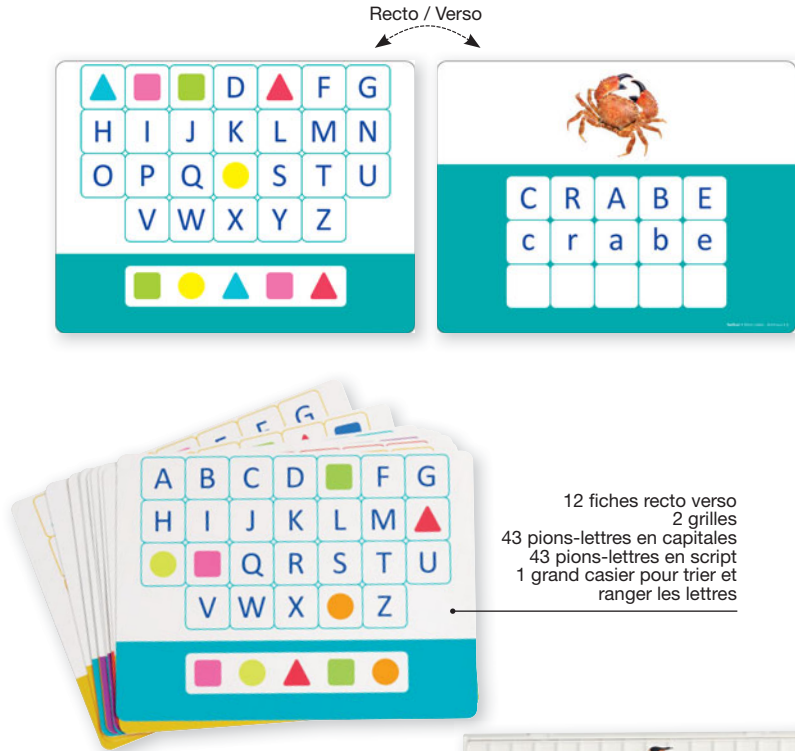 Recto / Verso
D F G
H I J K L M N
O P Q S T U
V W X Y Z
C R A B E
c r a b e
G
A B C D F G
H I J K L M
Q R S T U
V W X Z
12 fiches recto verso
2 grilles
43 pions-lettres en capitales
43 pions-lettres en script
1 grand casier pour trier et
ranger les lettres